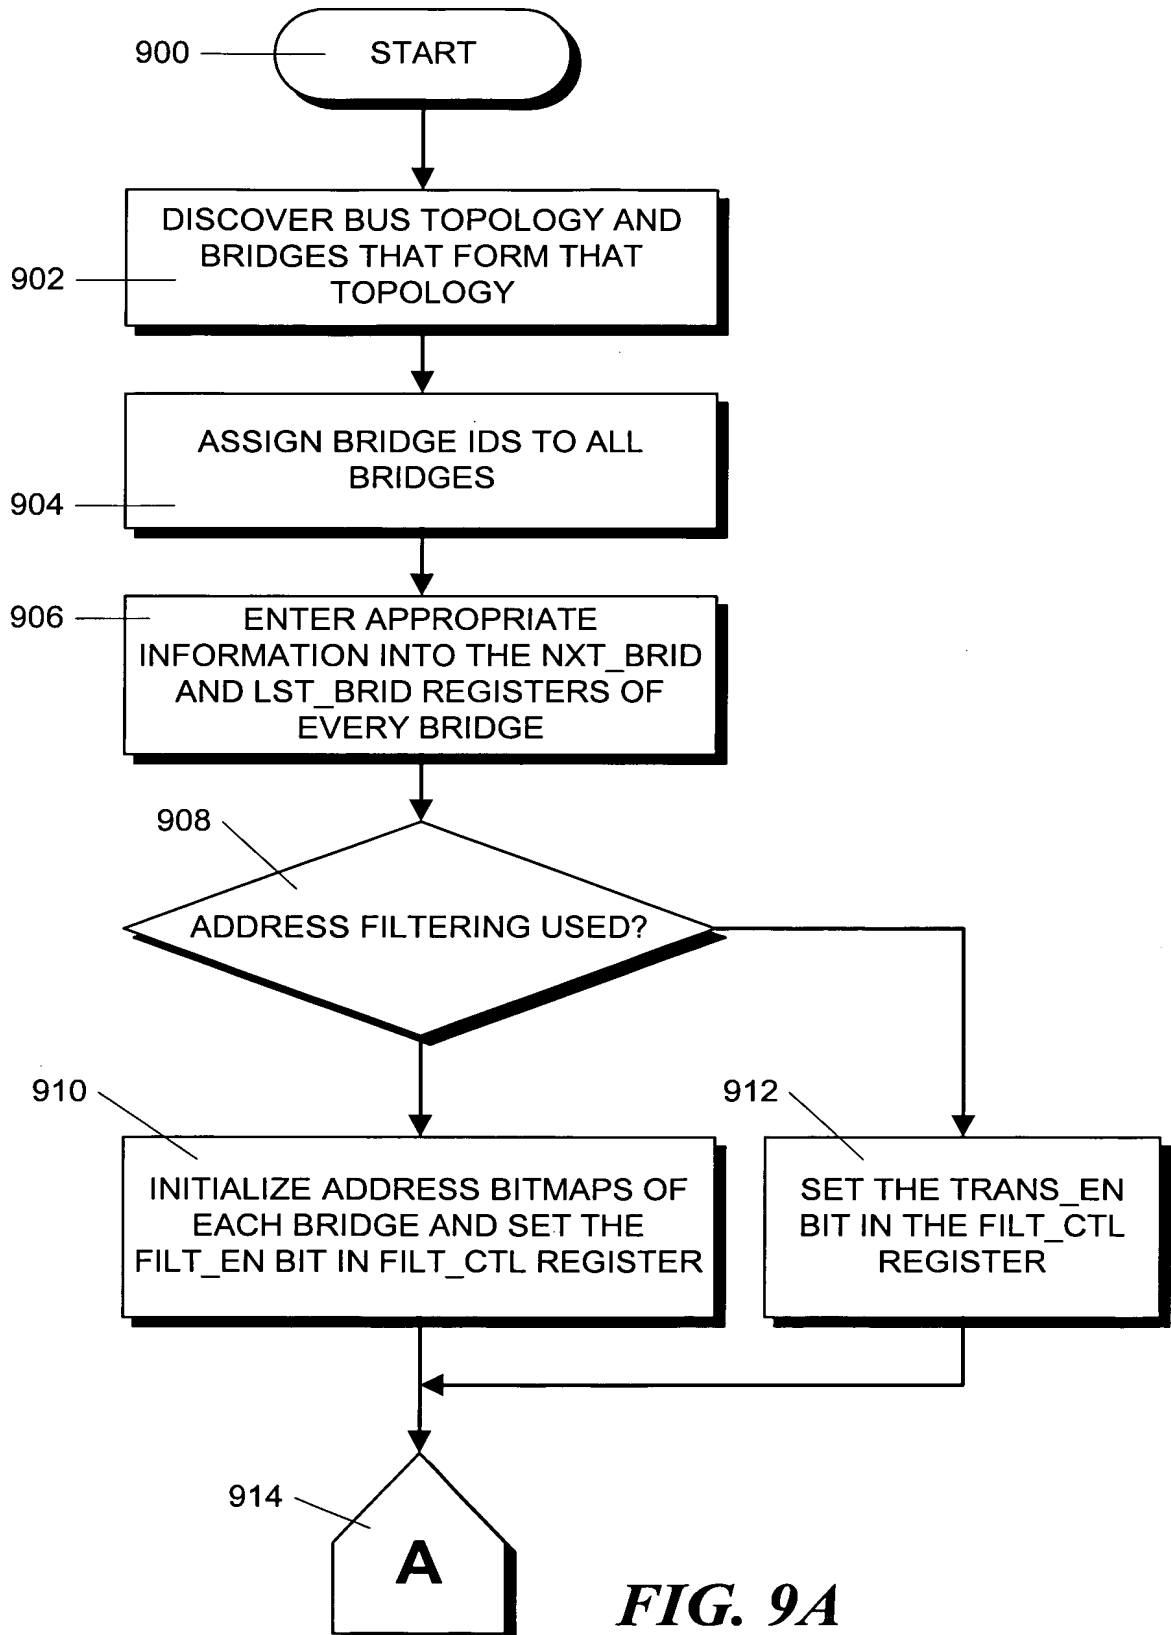 900
START
DISCOVER BUS TOPOLOGY AND
BRIDGES THAT FORM THAT
TOPOLOGY
902
ASSIGN BRIDGE IDS TO ALL
BRIDGES
904
906
ENTER APPROPRIATE
INFORMATION INTO THE NXT_BRID
AND LST_BRID REGISTERS OF
EVERY BRIDGE
908
ADDRESS FILTERING USED?
910
INITIALIZE ADDRESS BITMAPS OF
EACH BRIDGE AND SET THE
FILT_EN BIT IN FILT_CTL REGISTER
912
SET THE TRANS_EN
BIT IN THE FILT_CTL
REGISTER
914
A
FIG. 9A